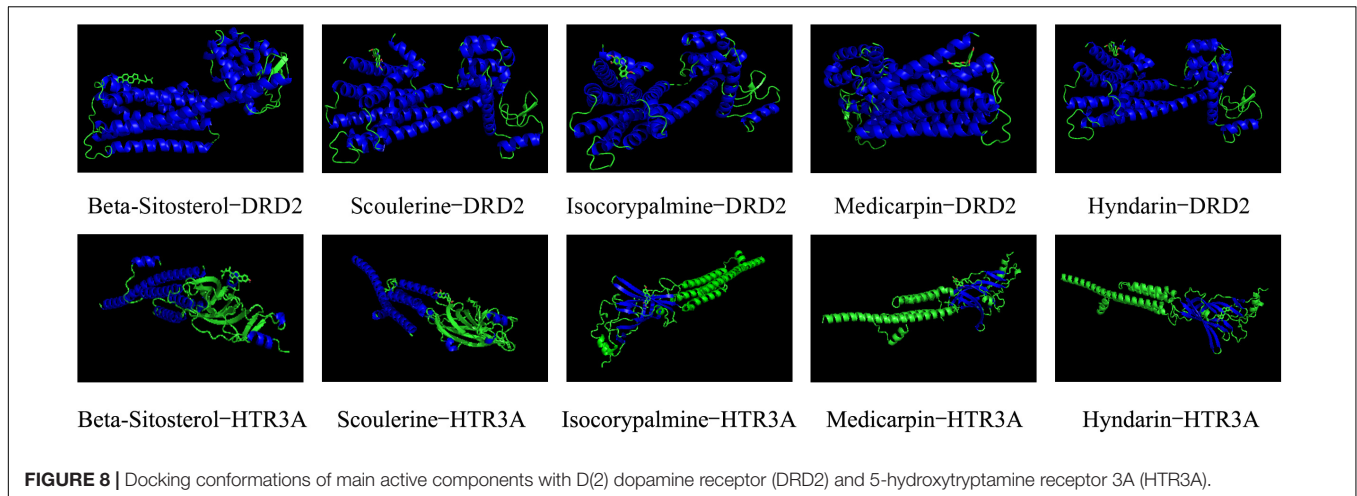 Beta-Sitosterol−DRD2 Scoulerine−DRD2 Isocorypalmine−DRD2 Medicarpin−DRD2 Hyndarin−DRD2
Beta-Sitosterol−HTR3A Scoulerine−HTR3A Isocorypalmine−HTR3A Medicarpin−HTR3A Hyndarin−HTR3A
FIGURE 8 | Docking conformations of main active components with D(2) dopamine receptor (DRD2) and 5-hydroxytryptamine receptor 3A (HTR3A).